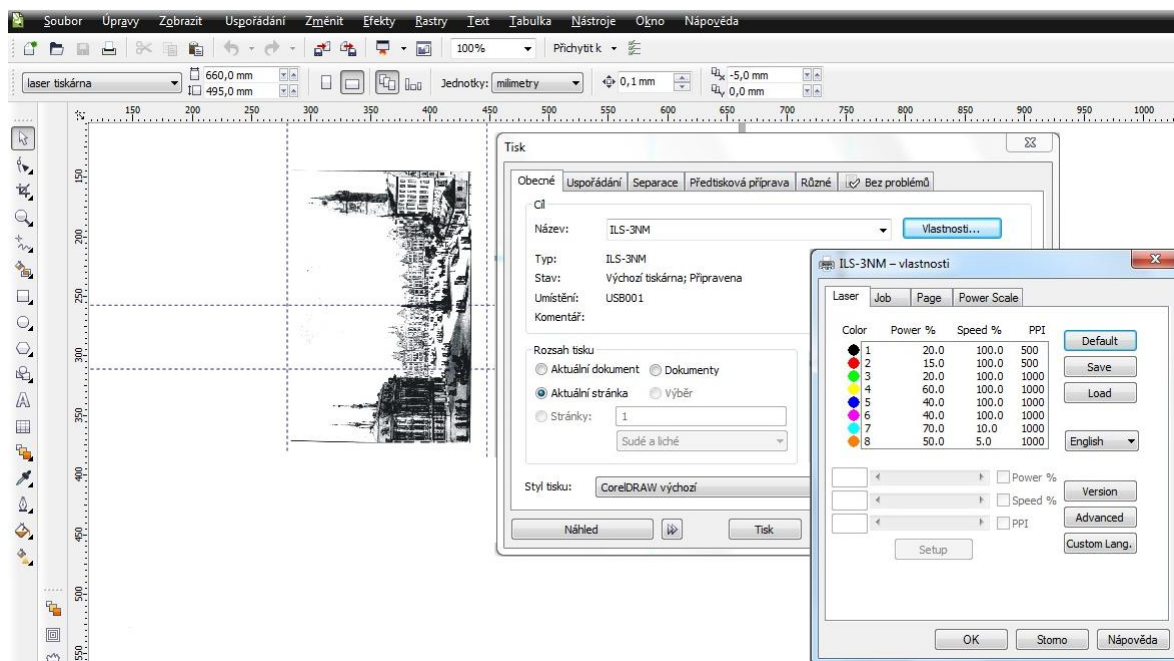 Soubor Úpravy Zobrazit Uspořádání Změnit Efekty Rastry Text Tabulka Nástroje Okno Nápověda
100% Přichytit k
laser tiskárna 660,0 mm 495,0 mm Jednotky: milimetry 0,1 mm -5,0 mm 0,0 mm
150 200 250 300 350 400 450 500 550 600 650 700 750 800 850 900 950 1000
150
200
250
300
350
400
450
500
550
Tisk
Obecné Uspořádání Separace Předtisková příprava Různé Bez problémů
Cíl
Název: ILS-3NM Vlastnosti...
Typ: ILS-3NM
Stav: Výchozí tiskárna; Připravena
Umístění: USB001
Komentář:
Rozsah tisku
Aktuální dokument Dokumenty
Aktuální stránka Výběr
Stránky: 1
Sudé a liché
Styl tisku: CorelDRAW výchozí
Náhled Tisk
ILS-3NM – vlastnosti
Laser Job Page Power Scale
Color Power % Speed % PPI
1 20.0 100.0 500
2 15.0 100.0 500
3 20.0 100.0 1000
4 60.0 100.0 1000
5 40.0 100.0 1000
6 40.0 100.0 1000
7 70.0 10.0 1000
8 50.0 5.0 1000
Default
Save
Load
English
Power %
Speed %
PPI
Setup
Version
Advanced
Custom Lang.
OK Storno Nápověda